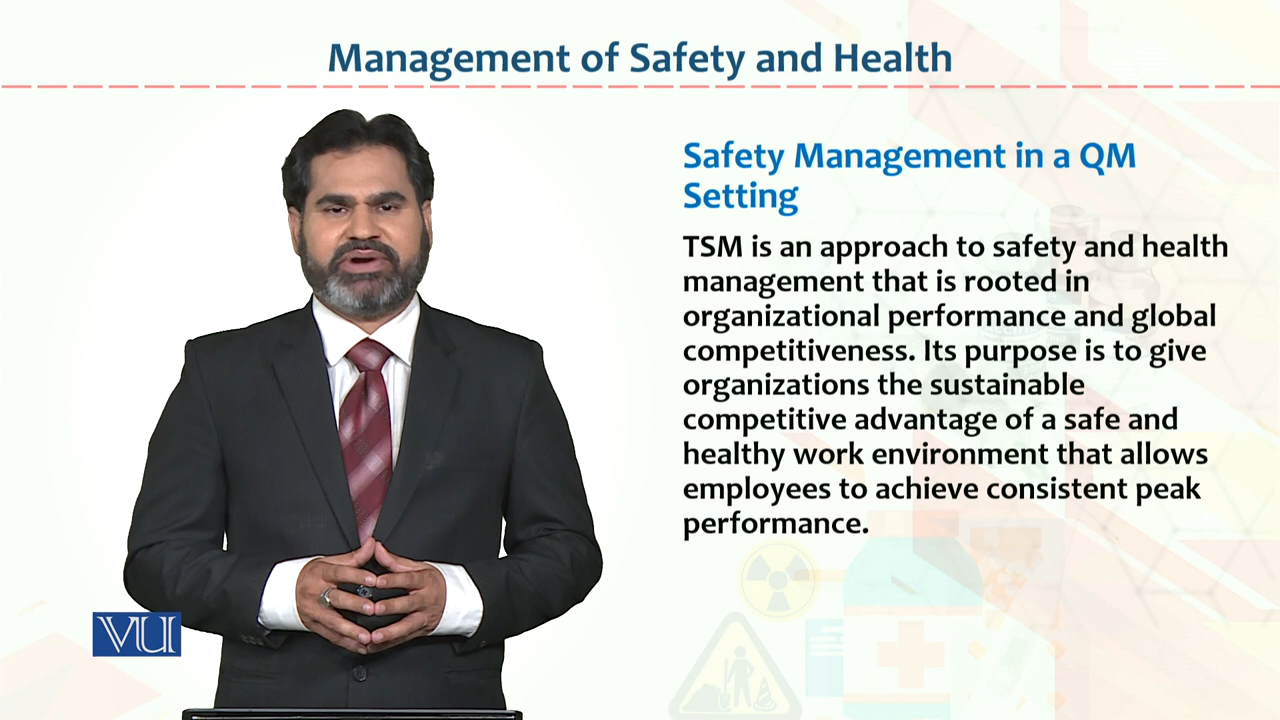 Management of Safety and Health
Safety Management in a QM
Setting
TSM is an approach to safety and health
management that is rooted in
organizational performance and global
competitiveness. Its purpose is to give
organizations the sustainable
competitive advantage of a safe and
healthy work environment that allows
employees to achieve consistent peak
performance.
VU